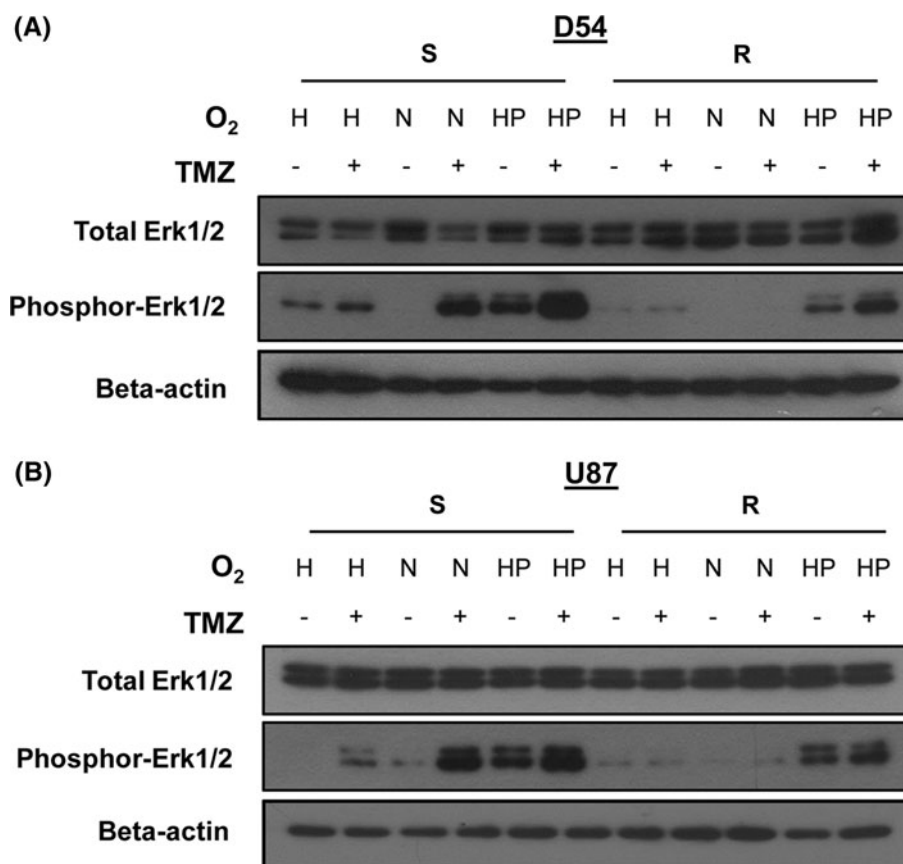 (A)
D54
S R
O₂ H H N N HP HP H H N N HP HP
TMZ - + - + - + - + - + - +
Total Erk1/2
Phosphor-Erk1/2
Beta-actin
(B)
U87
S R
O₂ H H N N HP HP H H N N HP HP
TMZ - + - + - + - + - + - +
Total Erk1/2
Phosphor-Erk1/2
Beta-actin